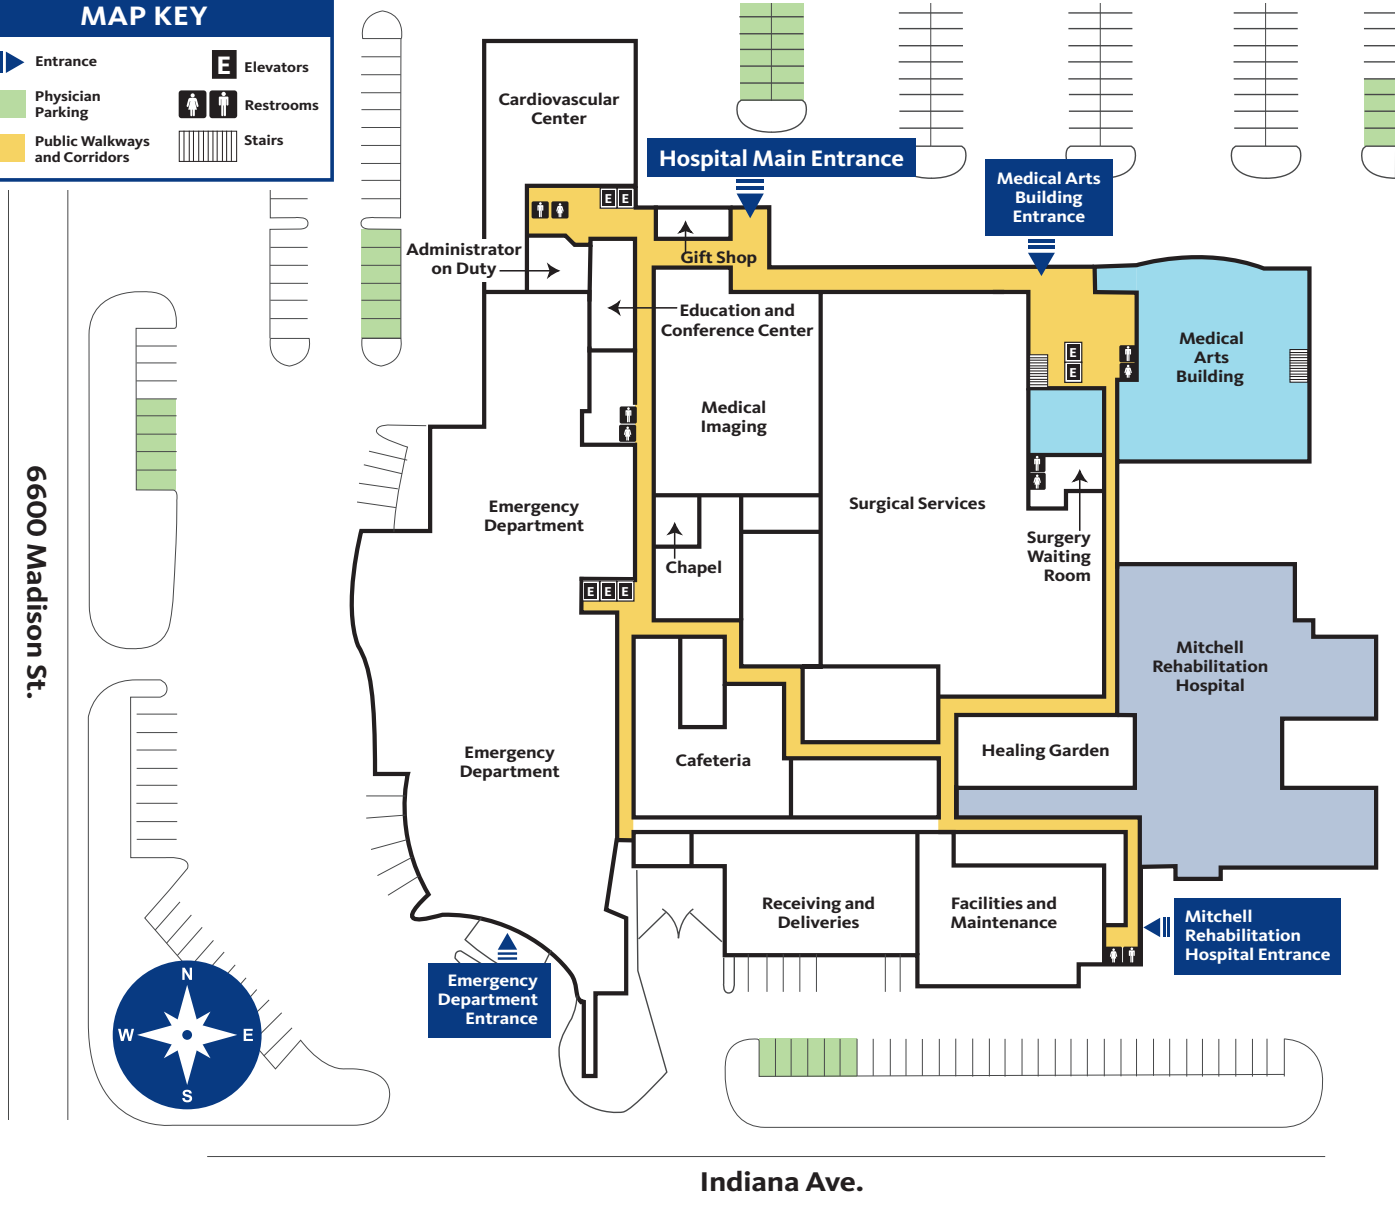 MAP KEY
Entrance
E Elevators
Physician
Parking
Restrooms
Public Walkways
and Corridors
Stairs
Cardiovascular
Center
Hospital Main Entrance
Medical Arts
Building
Entrance
E E
Administrator
on Duty
Gift Shop
Education and
Conference Center
Medical
Arts
Building
E
E
Medical
Imaging
6600 Madison St.
Emergency
Department
Surgical Services
Surgery
Waiting
Room
Chapel
E E E
Mitchell
Rehabilitation
Hospital
Emergency
Department
Cafeteria
Healing Garden
Receiving and
Deliveries
Facilities and
Maintenance
Mitchell
Rehabilitation
Hospital Entrance
Emergency
Department
Entrance
N
W E
S
Indiana Ave.